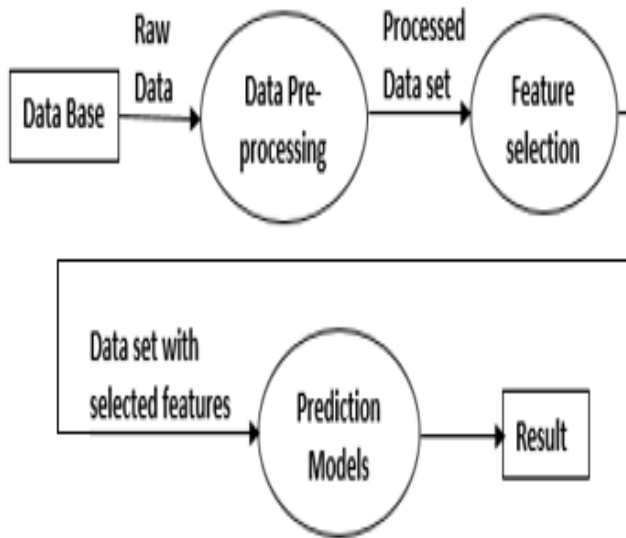 Data Base
Raw
Data
Data Pre-
processing
Processed
Data set
Feature
selection
Data set with
selected features
Prediction
Models
Result